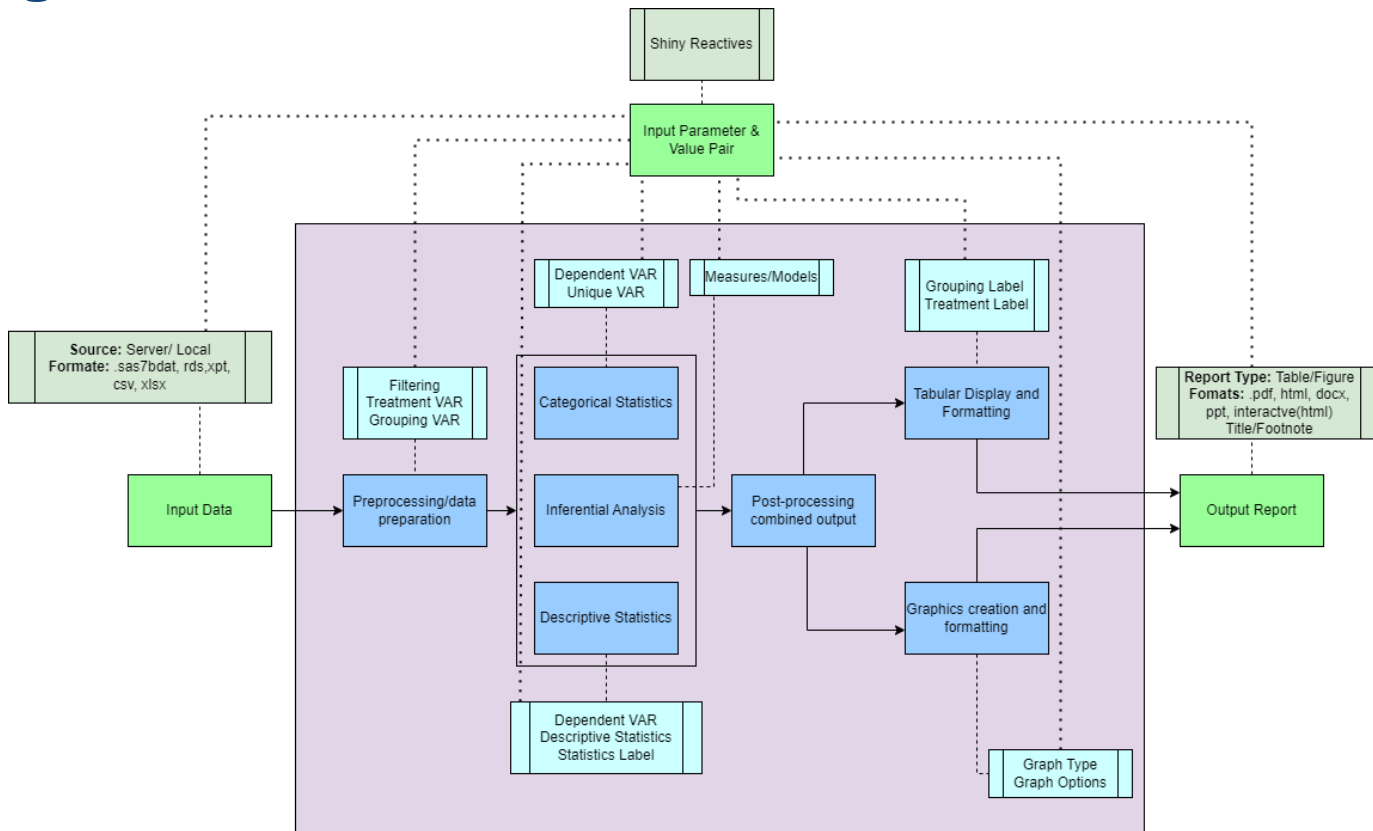 Shiny Reactives
Input Parameter &
Value Pair
Dependent VAR
Unique VAR
Measures/Models
Grouping Label
Treatment Label
Source: Server/ Local
Formate: .sas7bdat, rds,xpt,
csv, xlsx
Filtering
Treatment VAR
Grouping VAR
Categorical Statistics
Tabular Display and
Formatting
Report Type: Table/Figure
Fomats: .pdf, html, docx,
ppt, interactve(html)
Title/Footnote
Input Data
Preprocessing/data
preparation
Inferential Analysis
Post-processing
combined output
Output Report
Descriptive Statistics
Graphics creation and
formatting
Dependent VAR
Descriptive Statistics
Statistics Label
Graph Type
Graph Options